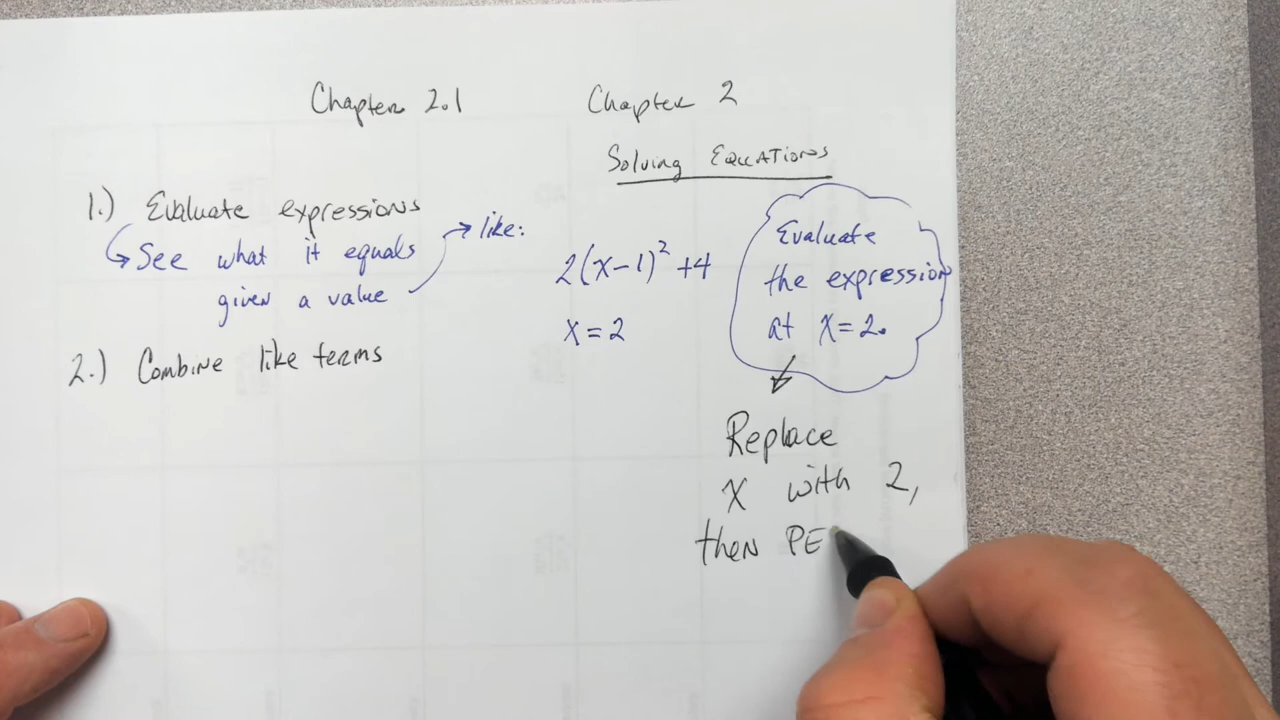 Chapter 2.1
Chapter 2
Solving Equations
1.) Evaluate expressions
See what it equals
given a value
like:
2(x-1)² +4
x=2
Evaluate
the expression
at x=2.
2.) Combine like terms
Replace
x with 2,
then PE